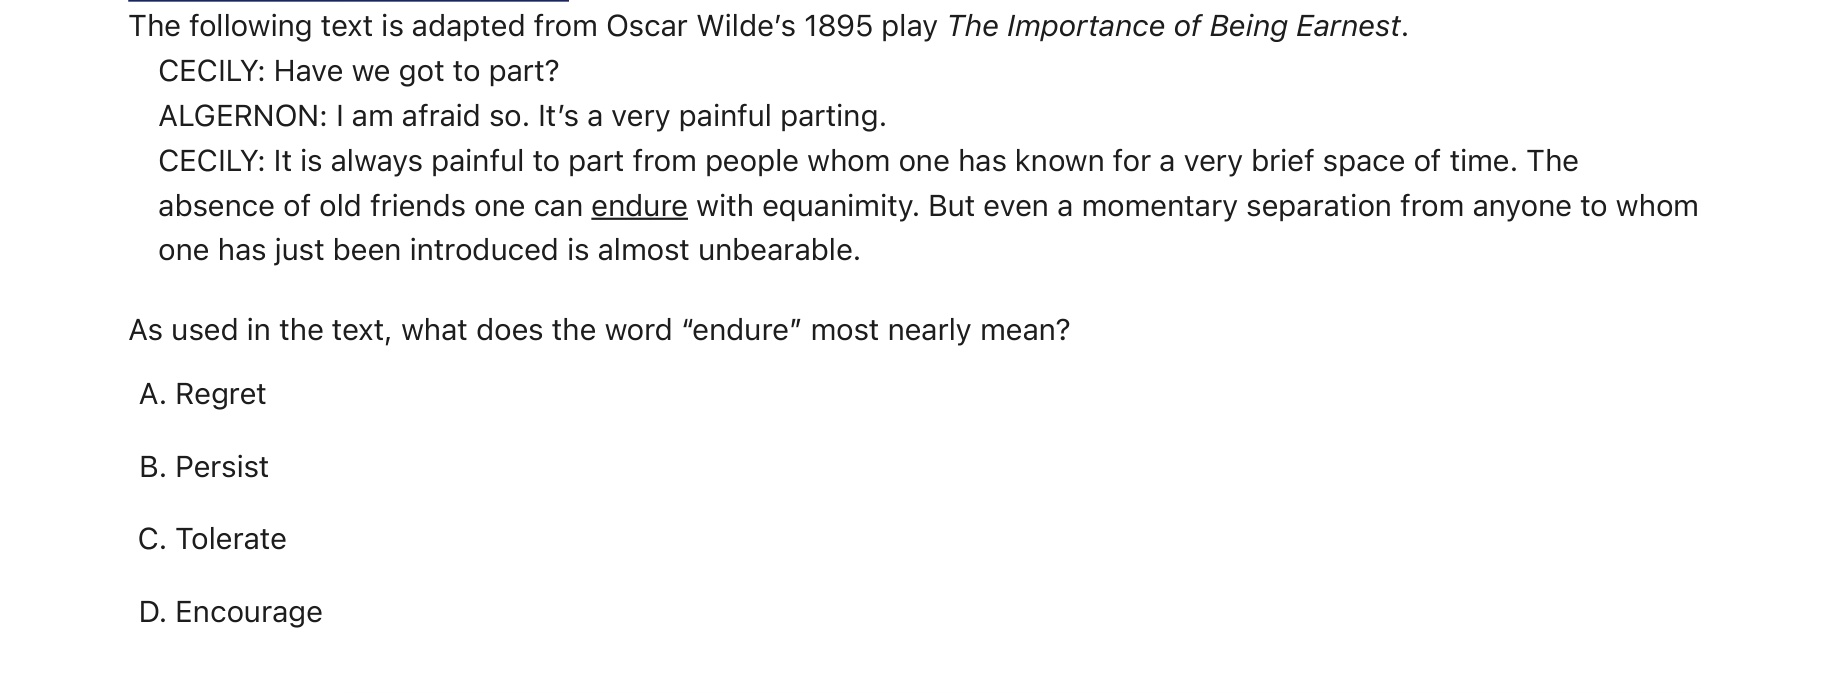 The following text is adapted from Oscar Wilde’s 1895 play The Importance of Being Earnest.
CECILY: Have we got to part?
ALGERNON: I am afraid so. It’s a very painful parting.
CECILY: It is always painful to part from people whom one has known for a very brief space of time. The
absence of old friends one can endure with equanimity. But even a momentary separation from anyone to whom
one has just been introduced is almost unbearable.
As used in the text, what does the word “endure” most nearly mean?
A. Regret
B. Persist
C. Tolerate
D. Encourage